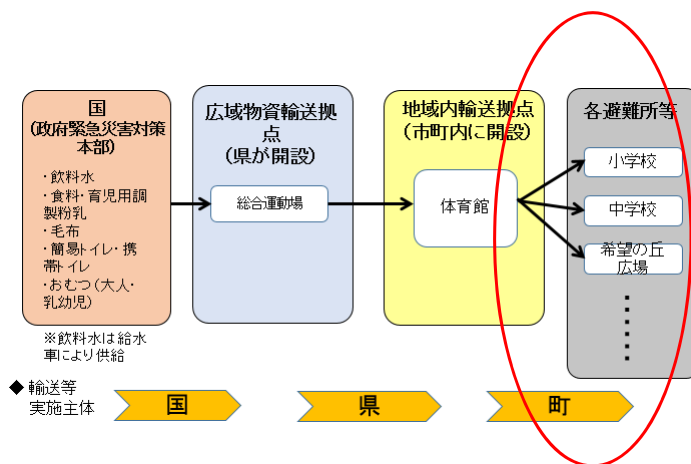 国
(政府緊急災害対策
本部)
・飲料水
・食料・育児用調
製粉乳
・毛布
・簡易トイレ・携
帯トイレ
・おむつ(大人・
乳幼児)
※飲料水は給水
車により供給
広域物資輸送拠
点
(県が開設)
総合運動場
地域内輸送拠点
(市町内に開設)
体育館
各避難所等
小学校
中学校
希望の丘
広場
◆ 輸送等
実施主体
国
県
町